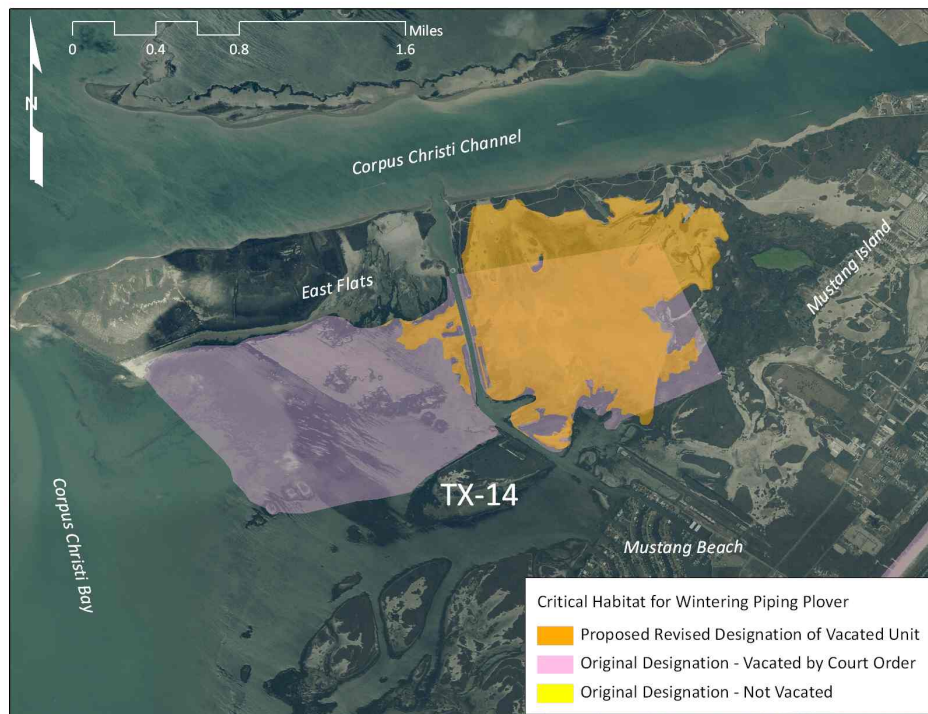 Miles
0 0.4 0.8 1.6
N
Corpus Christi Channel
East Flats
Mustang Island
Corpus Christi Bay
TX-14
Mustang Beach
Critical Habitat for Wintering Piping Plover
Proposed Revised Designation of Vacated Unit
Original Designation - Vacated by Court Order
Original Designation - Not Vacated